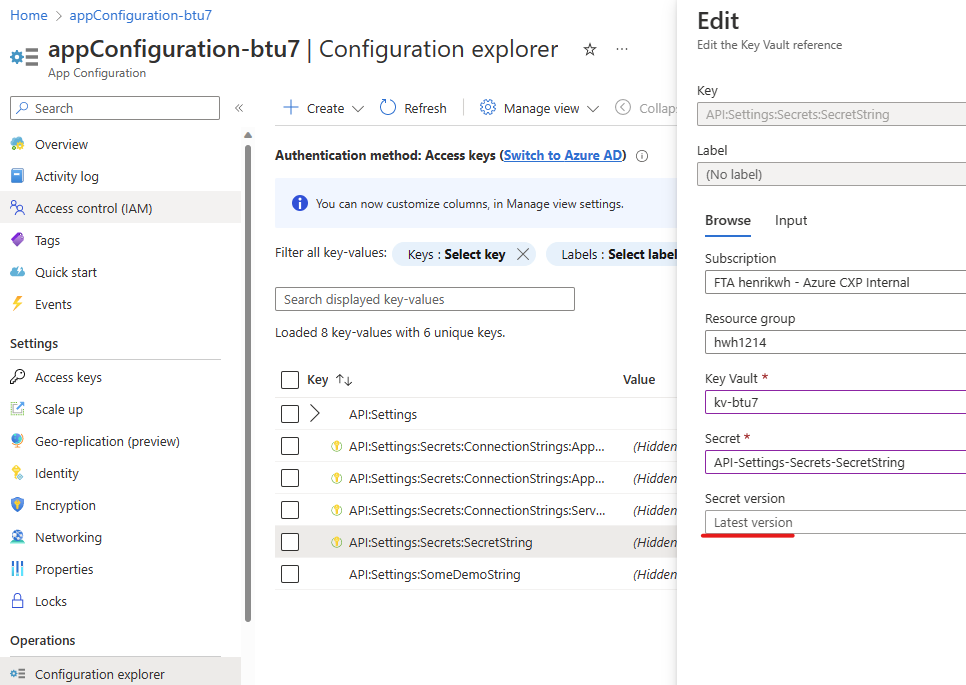 Home > appConfiguration-btu7
appConfiguration-btu7 | Configuration explorer
App Configuration
Search
Overview
Activity log
Access control (IAM)
Tags
Quick start
Events
Settings
Access keys
Scale up
Geo-replication (preview)
Identity
Encryption
Networking
Properties
Locks
Operations
Configuration explorer
Create
Refresh
Manage view
Collaps
Authentication method: Access keys (Switch to Azure AD)
You can now customize columns, in Manage view settings.
Filter all key-values: Keys : Select key Labels : Select label
Search displayed key-values
Loaded 8 key-values with 6 unique keys.
Key Value
API:Settings
API:Settings:Secrets:ConnectionStrings:App... (Hidden
API:Settings:Secrets:ConnectionStrings:App... (Hidden
API:Settings:Secrets:ConnectionStrings:Serv... (Hidden
API:Settings:Secrets:SecretString (Hidden
API:Settings:SomeDemoString (Hidden
Edit
Edit the Key Vault reference
Key
API:Settings:Secrets:SecretString
Label
(No label)
Browse Input
Subscription
FTA henrikwh - Azure CXP Internal
Resource group
hwh1214
Key Vault *
kv-btu7
Secret *
API-Settings-Secrets-SecretString
Secret version
Latest version